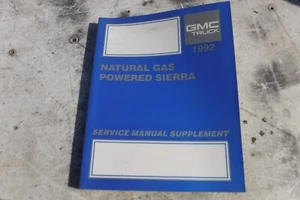 GMC
TRUCK
1992
NATURAL GAS
POWERED SIERRA
SERVICE MANUAL SUPPLEMENT